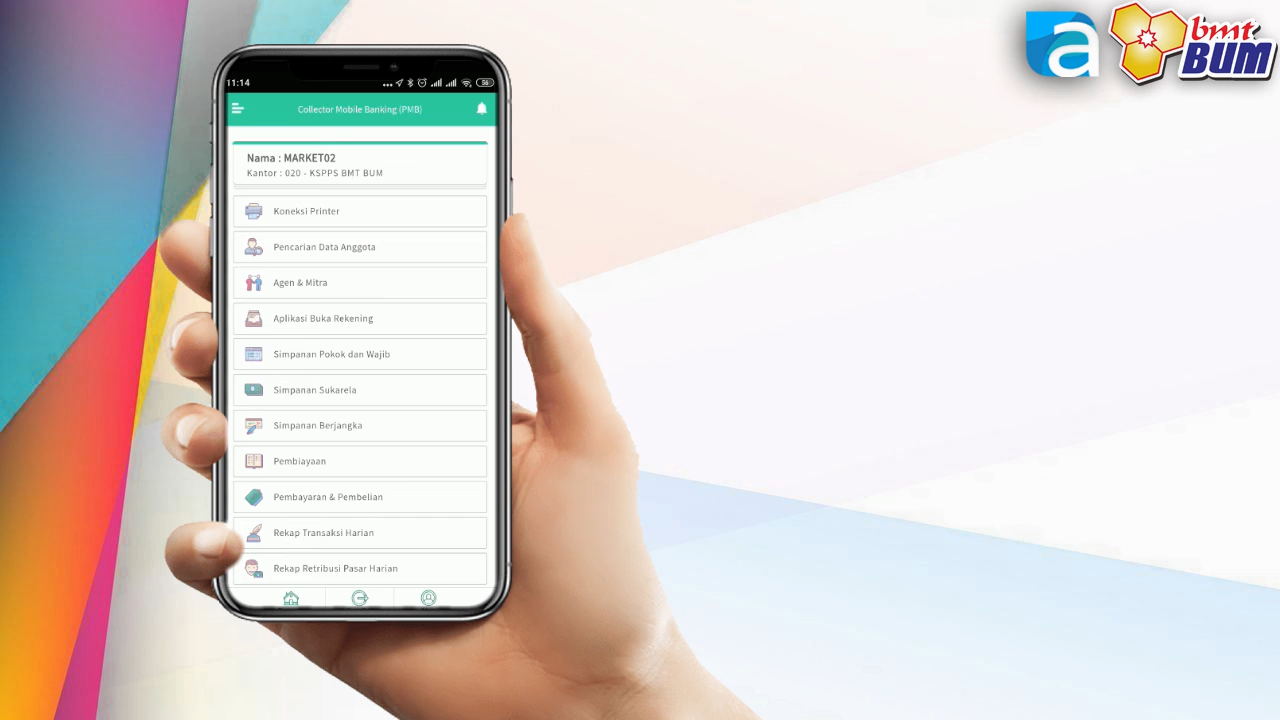 a
bmt
BUM
11:14
56
Collector Mobile Banking (PMB)
Nama : MARKET02
Kantor : 020 - KSPPS BMT BUM
Koneksi Printer
Pencarian Data Anggota
Agen & Mitra
Aplikasi Buka Rekening
Simpanan Pokok dan Wajib
Simpanan Sukarela
Simpanan Berjangka
Pembiayaan
Pembayaran & Pembelian
Rekap Transaksi Harian
Rekap Retribusi Pasar Harian